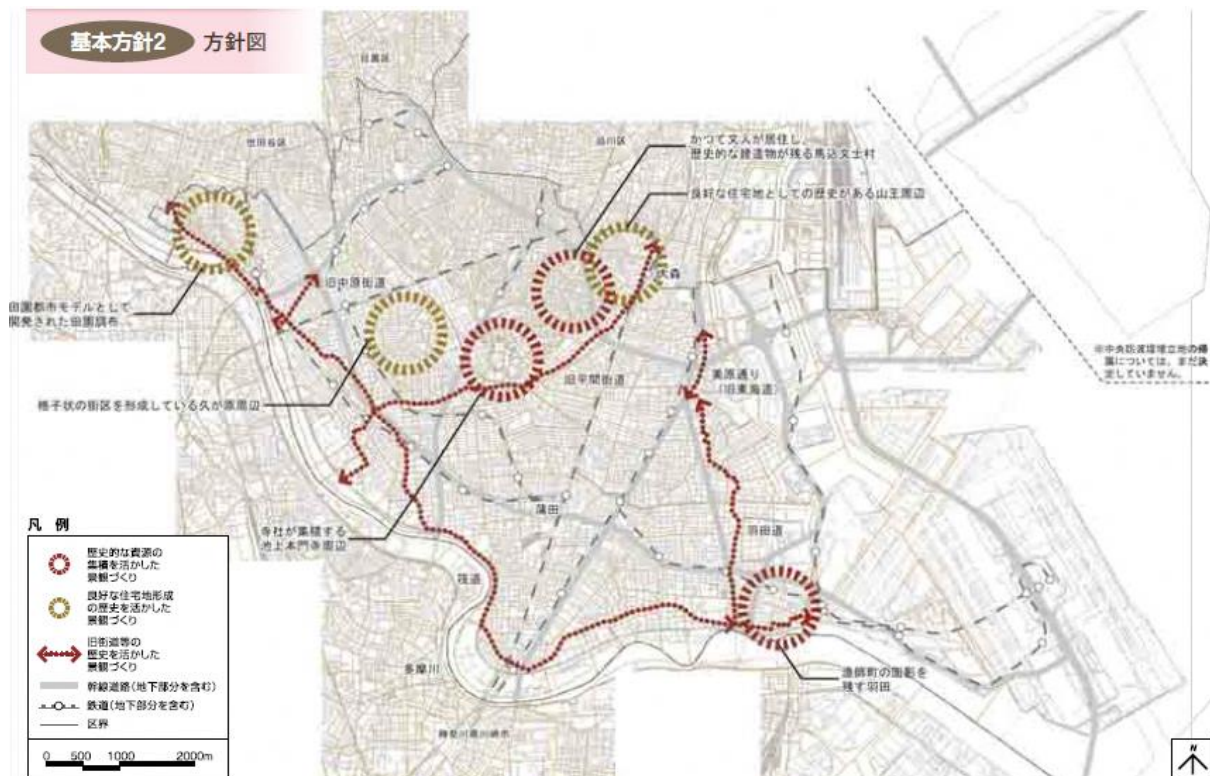 基本方針2 方針図
目黒区
世田谷区
品川区
かつて文人が居住し、
歴史的な建造物が残る馬込文士村
良好な住宅地としての歴史がある山王周辺
大森
旧中原街道
田園都市モデルとして
開発された田園調布
※中央防波堤埋立地の帰
属については、まだ決
定していません。
美原通り
(旧東海道)
旧平間街道
格子状の街区を形成している久が原周辺
蒲田
寺社が集積する
池上本門寺周辺
羽田道
筏道
多摩川
漁師町の面影を
残す羽田
神奈川県川崎市
凡 例
歴史的な資源の
集積を活かした
景観づくり
良好な住宅地形成
の歴史を活かした
景観づくり
旧街道等の
歴史を活かした
景観づくり
幹線道路(地下部分を含む)
鉄道(地下部分を含む)
区界
0 500 1000 2000m
N